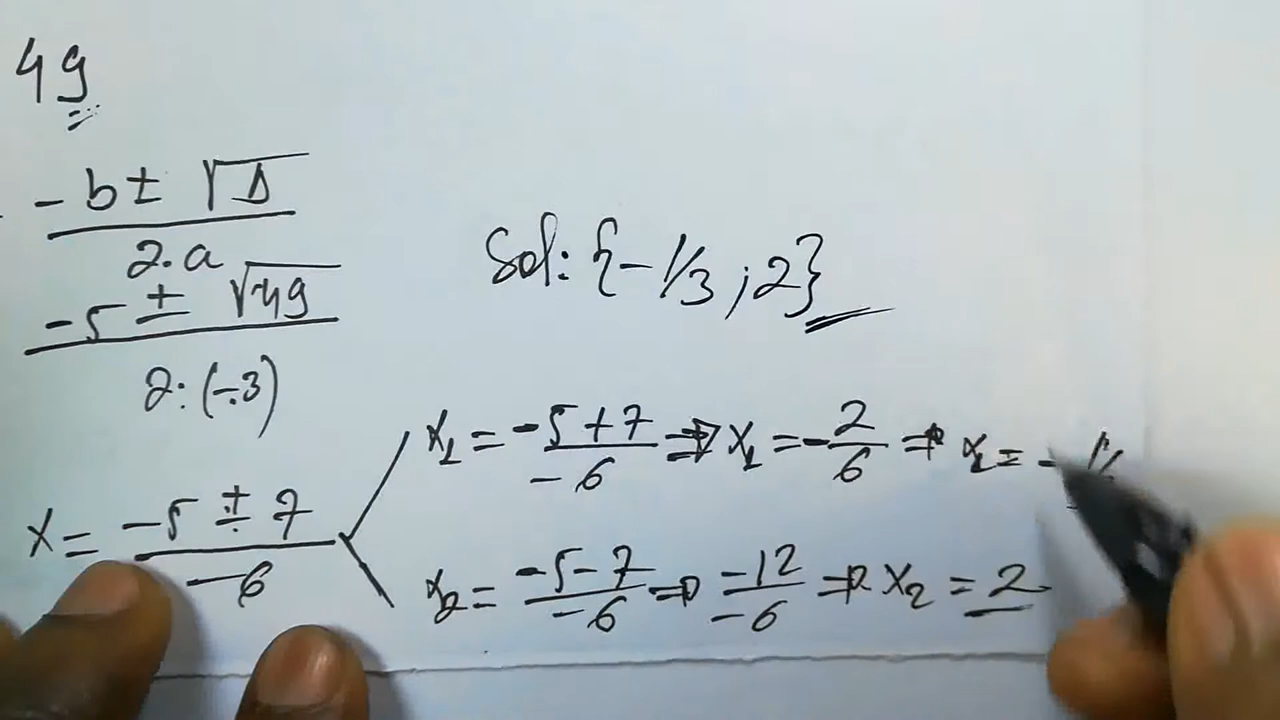 49
-b ± √Δ
2.a
-5 ± √49
2.(-3)
Sol: {-1/3 ; 2}
x = -5 ± 7
-6
x1 = -5+7 / -6 ⇒ x1 = -2/6 ⇒ x1 = -1/
x2 = -5-7 / -6 ⇒ -12 / -6 ⇒ x2 = 2